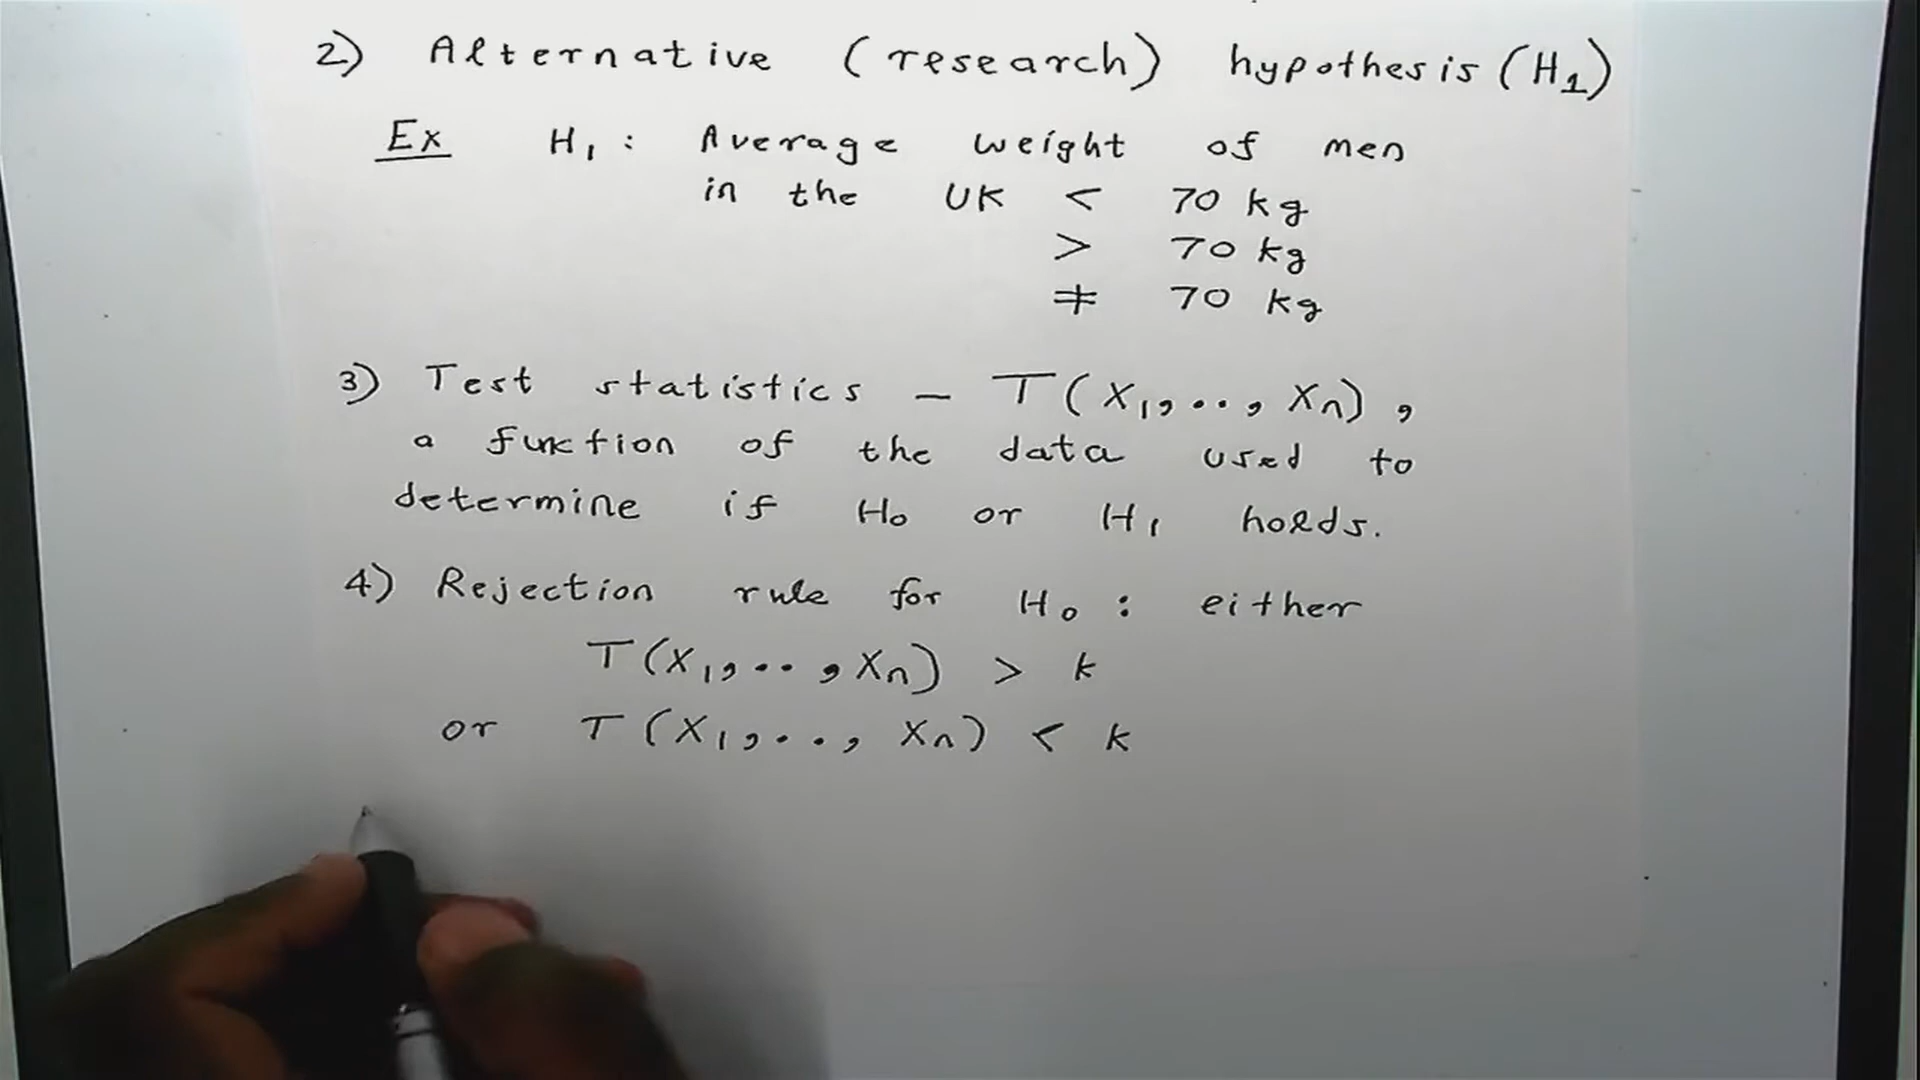 2) Alternative (research) hypothesis (H₁)
Ex H₁ : Average weight of men
in the UK < 70 kg
> 70 kg
≠ 70 kg
3) Test statistics - T(X₁,..,Xₙ),
a function of the data used to
determine if H₀ or H₁ holds.
4) Rejection rule for H₀ : either
T(X₁,..,Xₙ) > k
or T(X₁,..,Xₙ) < k